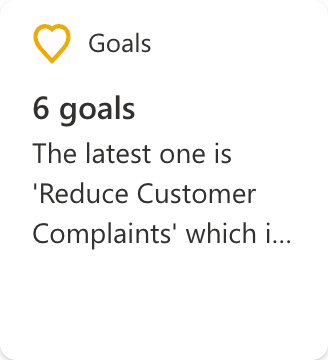 Goals
6 goals
The latest one is
'Reduce Customer
Complaints' which i...